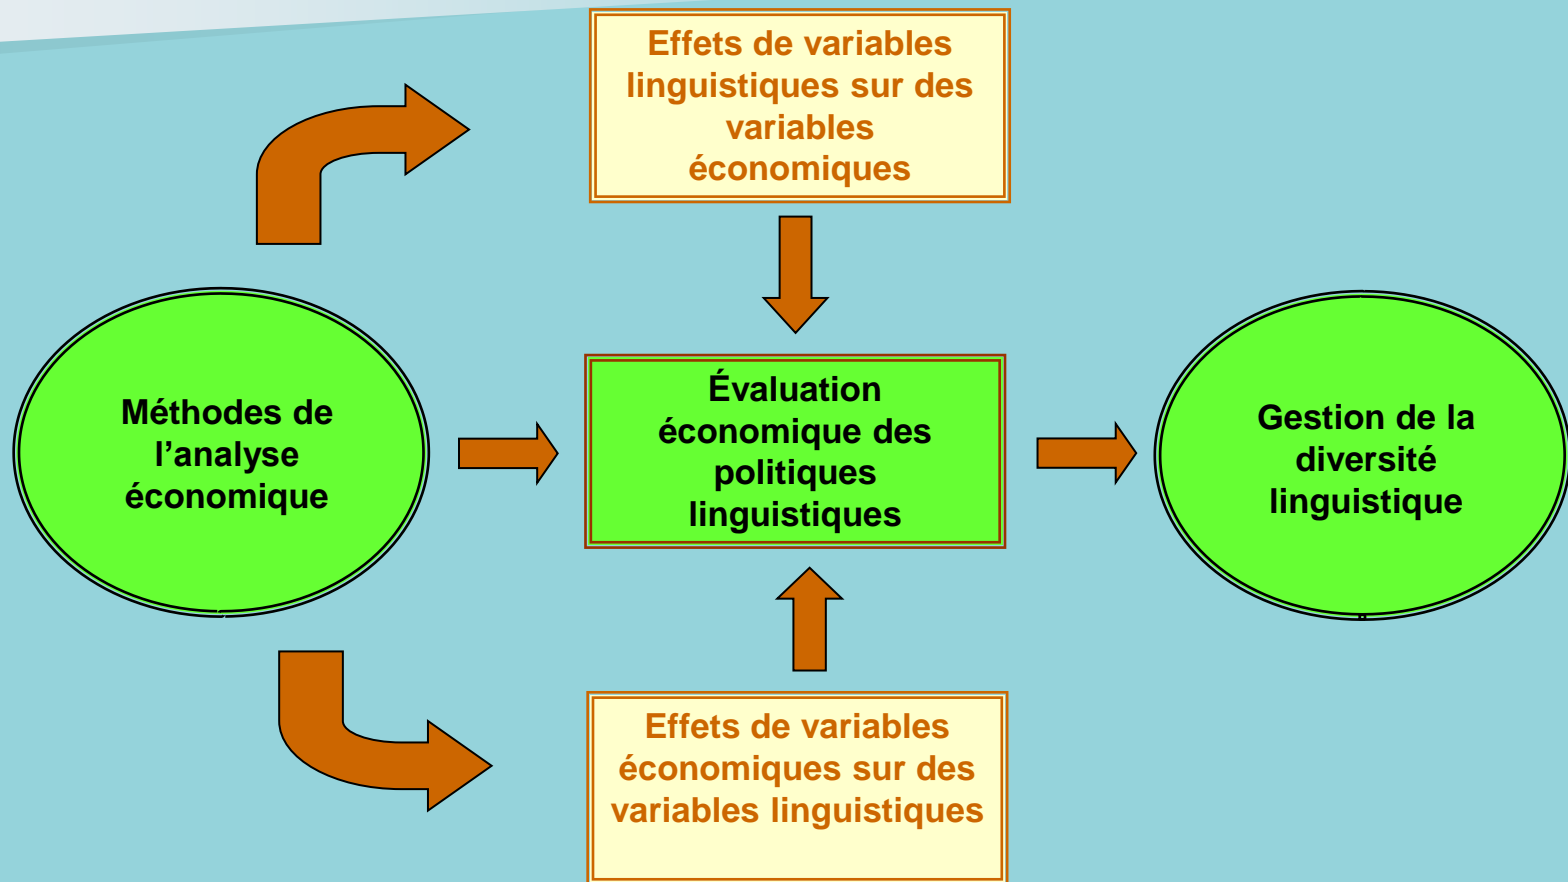 Effets de variables
linguistiques sur des
variables
économiques
Méthodes de
l’analyse
économique
Évaluation
économique des
politiques
linguistiques
Gestion de la
diversité
linguistique
Effets de variables
économiques sur des
variables linguistiques